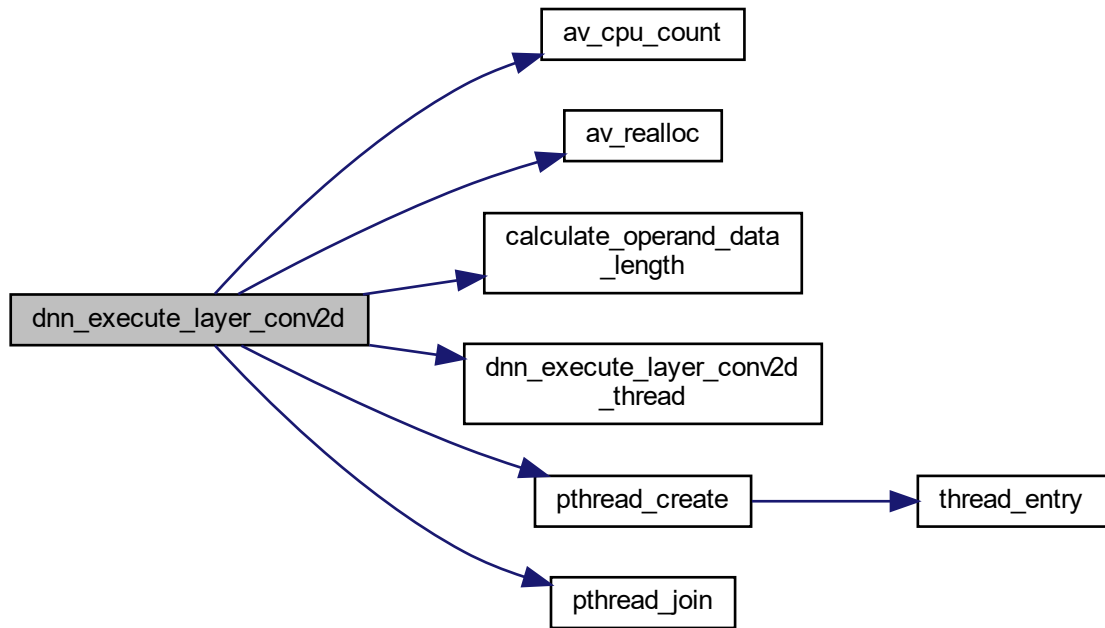 av_cpu_count
av_realloc
calculate_operand_data
_length
dnn_execute_layer_conv2d
dnn_execute_layer_conv2d
_thread
pthread_create
thread_entry
pthread_join